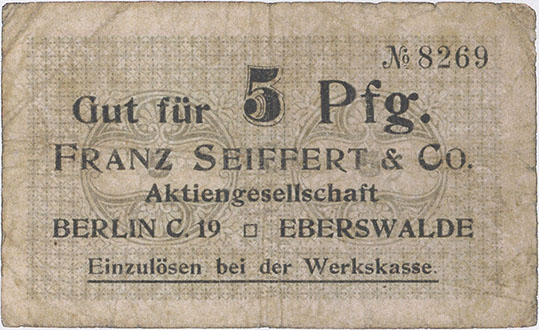 № 8269
Gut für 5 Pfg.
FRANZ SEIFFERT & CO.
Aktiengesellschaft
BERLIN C. 19 □ EBERSWALDE
Einzulösen bei der Werkskasse.